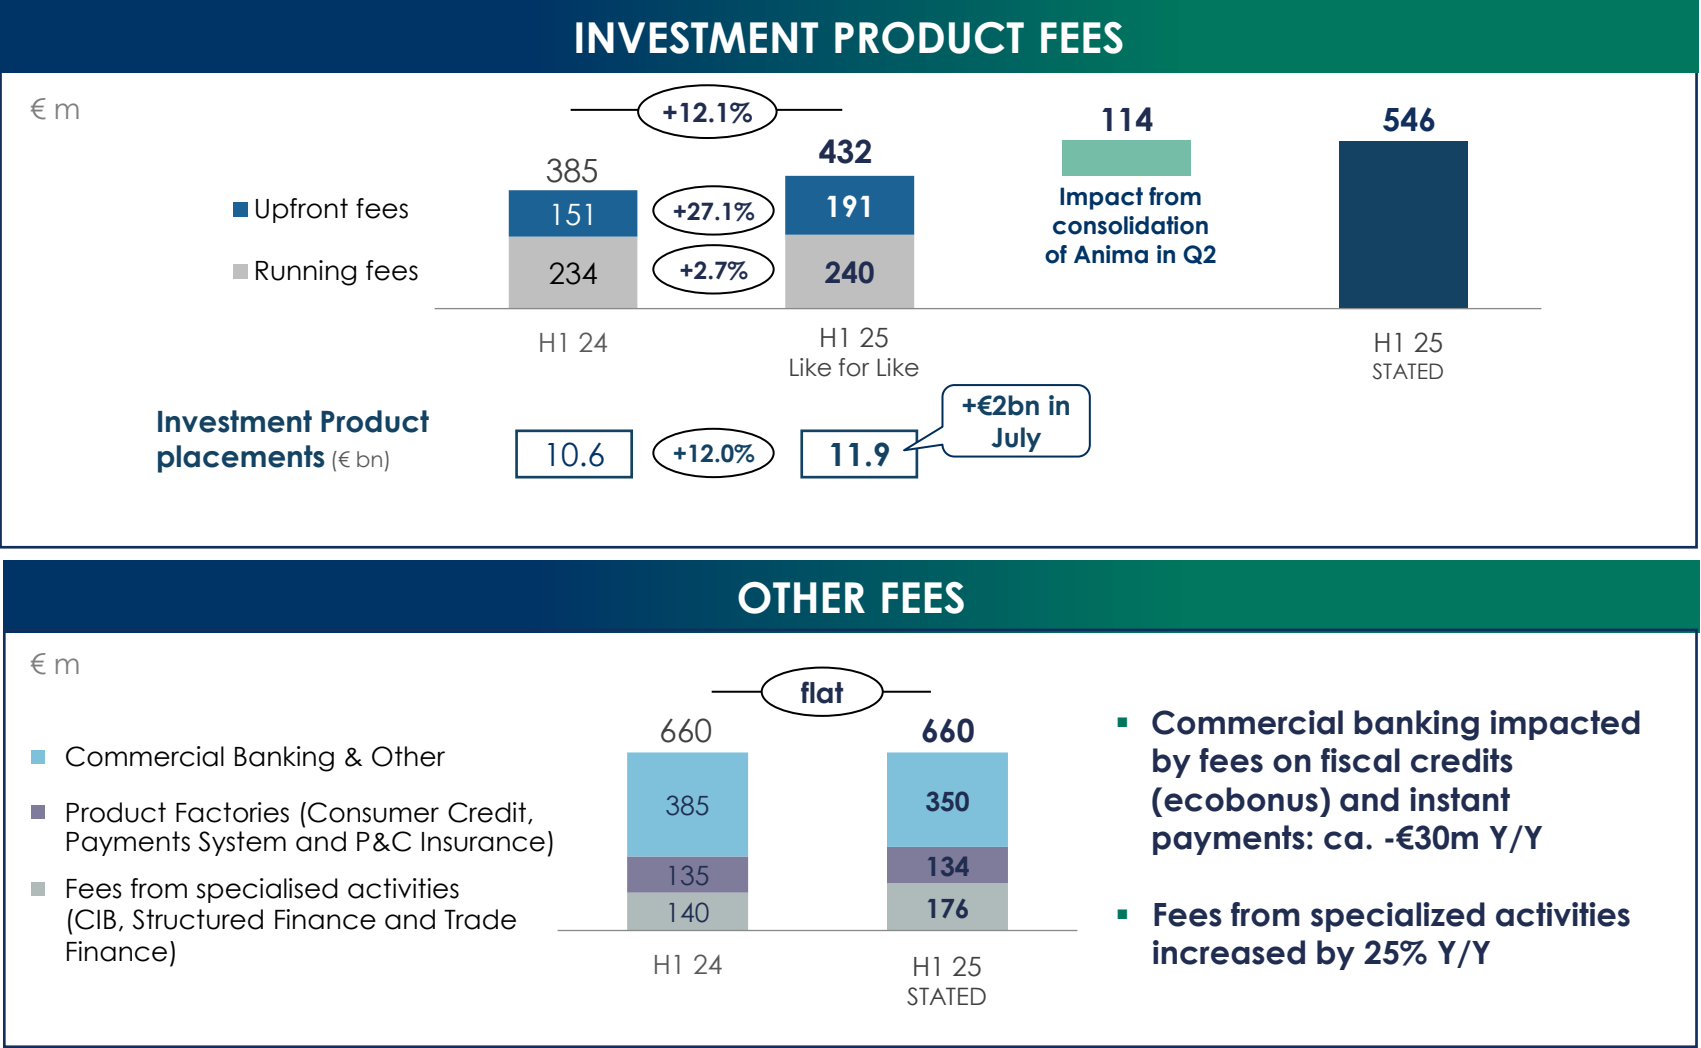 INVESTMENT PRODUCT FEES
€ m
+12.1%
385
432
114
546
Upfront fees
151
+27.1%
191
Running fees
234
+2.7%
240
Impact from
consolidation
of Anima in Q2
H1 24
H1 25
Like for Like
H1 25
STATED
Investment Product
placements (€ bn)
10.6
+12.0%
11.9
+€2bn in
July
OTHER FEES
€ m
flat
660
660
Commercial Banking & Other
Product Factories (Consumer Credit,
Payments System and P&C Insurance)
Fees from specialised activities
(CIB, Structured Finance and Trade
Finance)
385
350
135
134
140
176
H1 24
H1 25
STATED
▪ Commercial banking impacted
by fees on fiscal credits
(ecobonus) and instant
payments: ca. -€30m Y/Y
▪ Fees from specialized activities
increased by 25% Y/Y